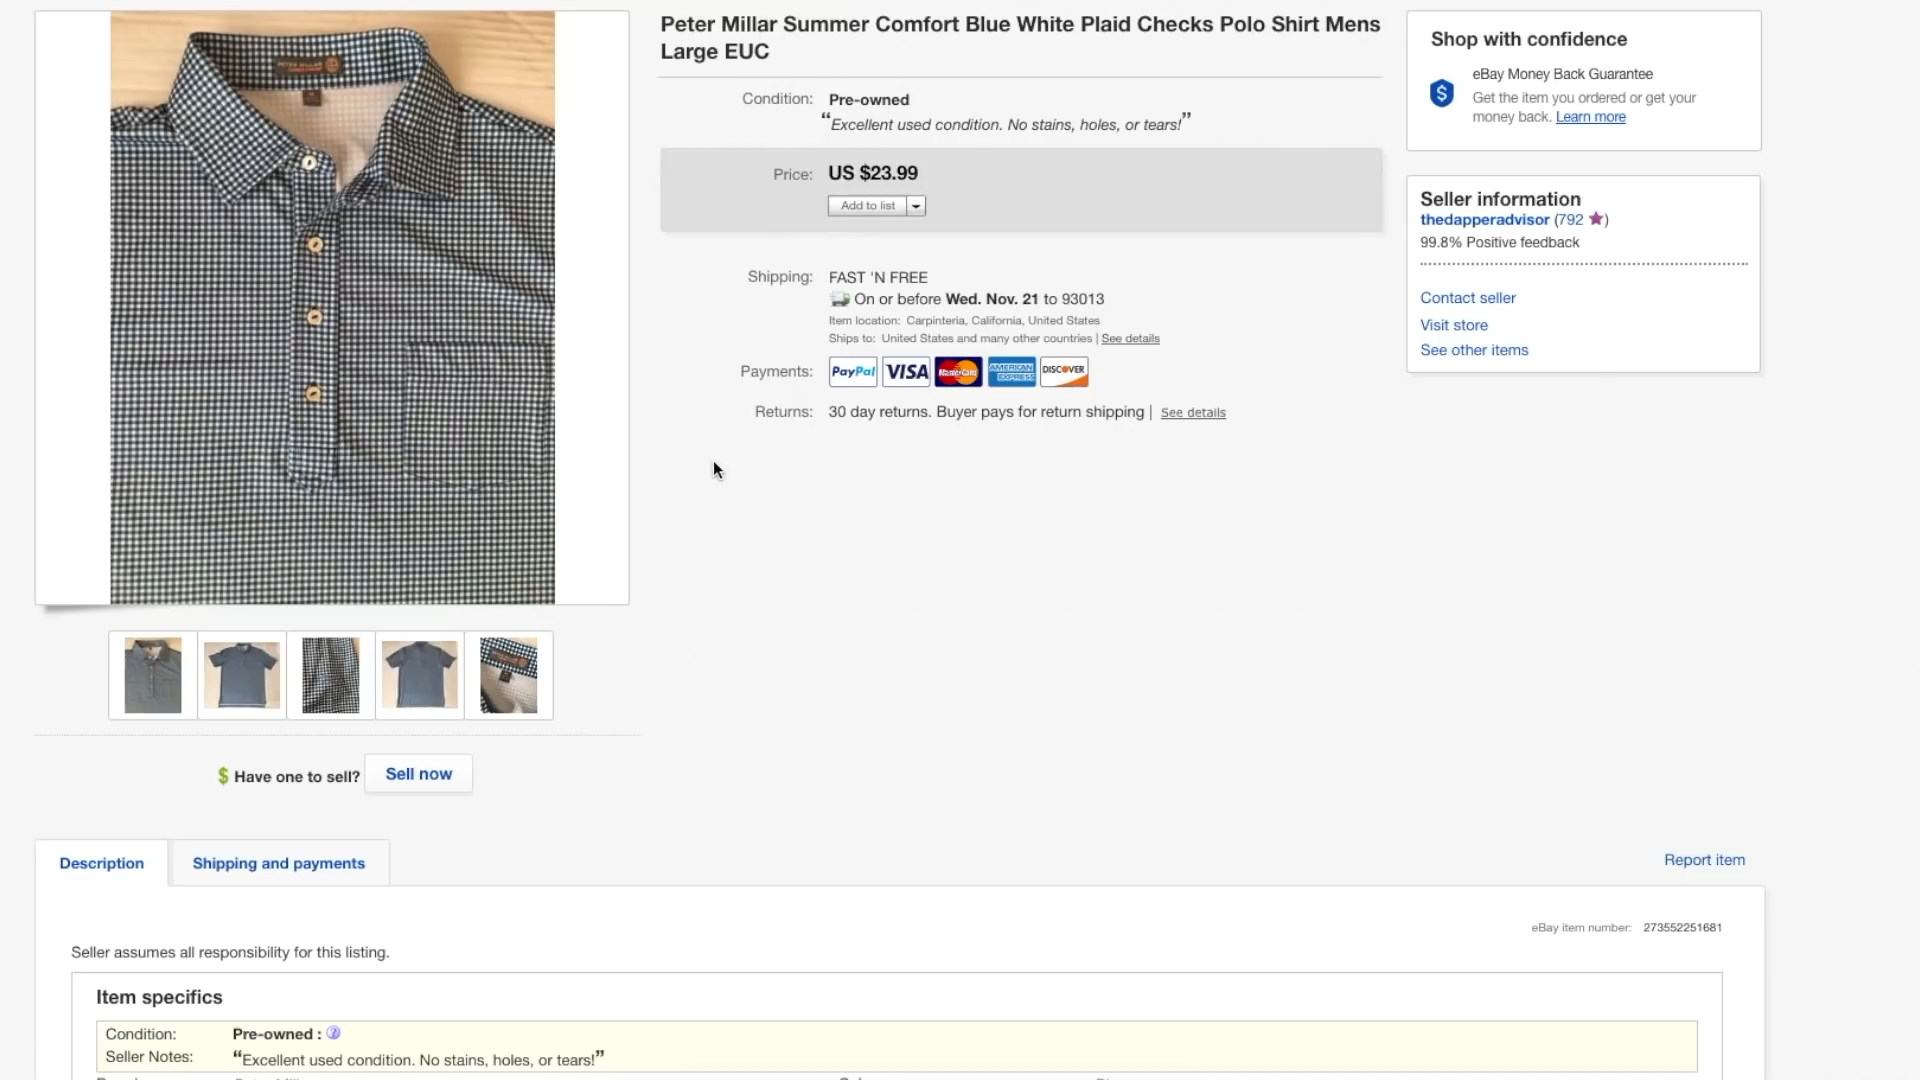 PETER MILLAR
Peter Millar Summer Comfort Blue White Plaid Checks Polo Shirt Mens
Large EUC
Condition: Pre-owned
“Excellent used condition. No stains, holes, or tears!”
Price: US $23.99
Add to list
Shipping: FAST 'N FREE
On or before Wed. Nov. 21 to 93013
Item location: Carpinteria, California, United States
Ships to: United States and many other countries | See details
Payments: PayPal VISA MasterCard AMERICAN EXPRESS DISCOVER
Returns: 30 day returns. Buyer pays for return shipping | See details
Shop with confidence
eBay Money Back Guarantee
Get the item you ordered or get your
money back. Learn more
Seller information
thedapperadvisor (792 )
99.8% Positive feedback
Contact seller
Visit store
See other items
$ Have one to sell? Sell now
Description Shipping and payments Report item
eBay item number: 273552251681
Seller assumes all responsibility for this listing.
Item specifics
Condition: Pre-owned :
Seller Notes: “Excellent used condition. No stains, holes, or tears!”